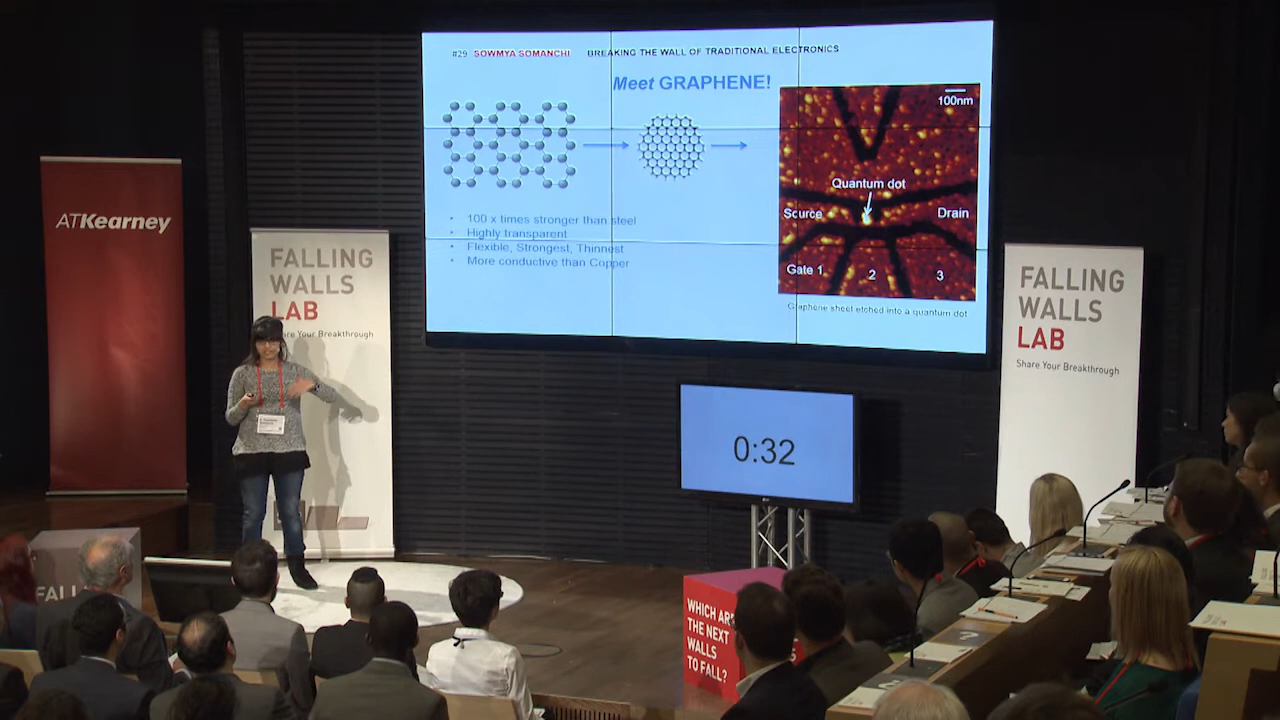 #29 SOWMYA SOMANCHI BREAKING THE WALL OF TRADITIONAL ELECTRONICS
Meet GRAPHENE!
100nm
Quantum dot
Source
Drain
Gate 1
2
3
Graphene sheet etched into a quantum dot
• 100 x times stronger than steel
• Highly transparent
• Flexible, Strongest, Thinnest
• More conductive than Copper
ATKearney
FALLING
WALLS
LAB
are Your Breakthrough
FALLING
WALLS
LAB
Share Your Breakthrough
0:32
WHICH AR
THE NEXT
WALLS
TO FALL?
FALL
?